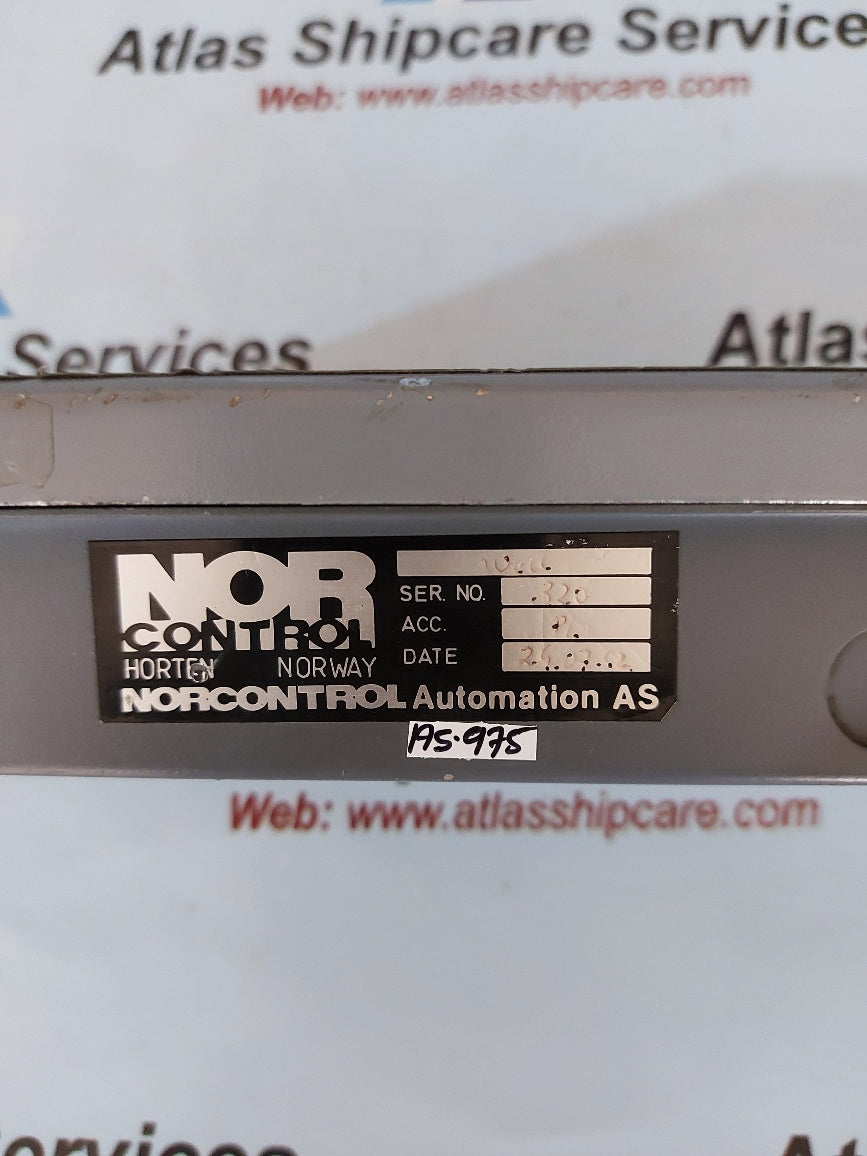 Atlas Shipcare Service
Web: www.atlasshipcare.com
Services
Atlas
NOR
CONTROL
HORTEN NORWAY
SER. NO. 320
ACC.
DATE
NORCONTROL Automation AS
AS-975
Web: www.atlasshipcare.com